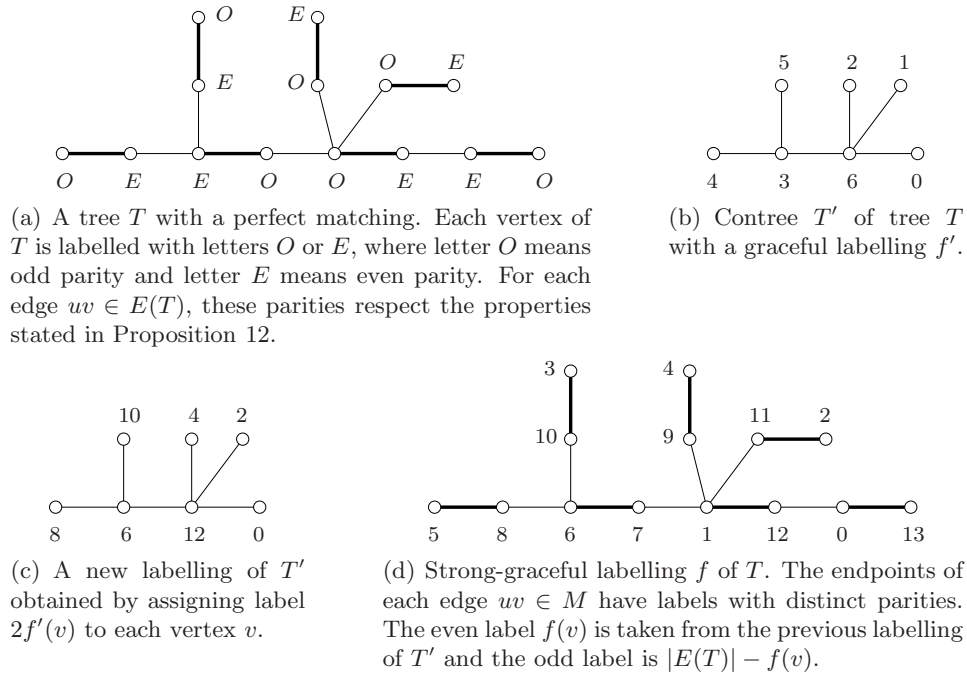 O E
E O O E
5 2 1
O E E O O E E O
4 3 6 0
(a) A tree T with a perfect matching. Each vertex of
T is labelled with letters O or E, where letter O means
odd parity and letter E means even parity. For each
edge uv ∈ E(T), these parities respect the properties
stated in Proposition 12.
(b) Contree T′ of tree T
with a graceful labelling f′.
10 4 2
8 6 12 0
(c) A new labelling of T′
obtained by assigning label
2f′(v) to each vertex v.
3 4
10 9 11 2
5 8 6 7 1 12 0 13
(d) Strong-graceful labelling f of T. The endpoints of
each edge uv ∈ M have labels with distinct parities.
The even label f(v) is taken from the previous labelling
of T′ and the odd label is |E(T)| − f(v).